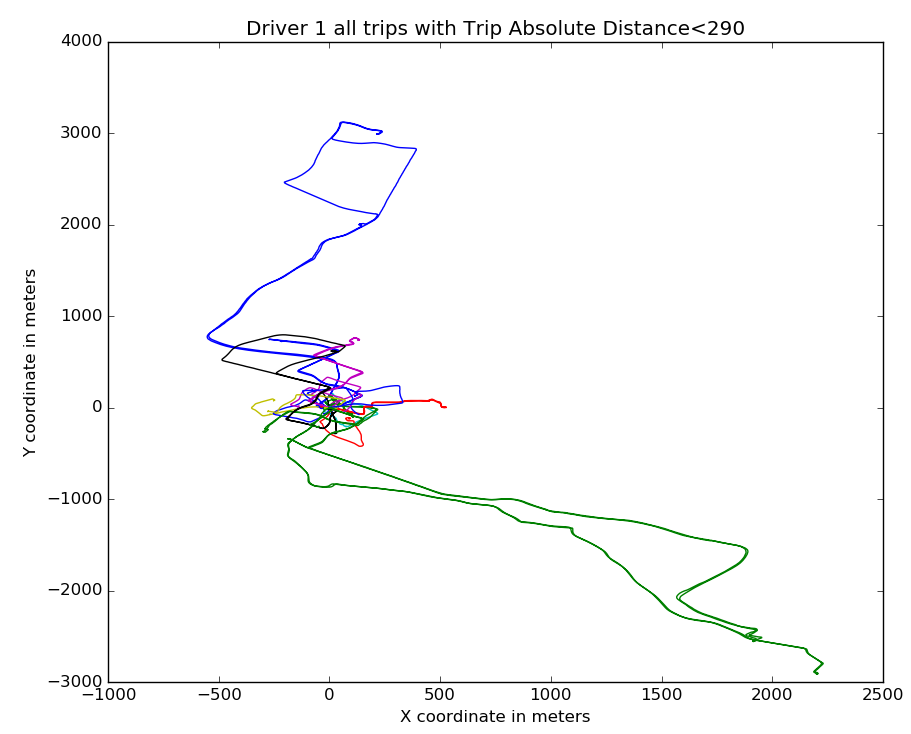 Driver 1 all trips with Trip Absolute Distance<290
4000
3000
2000
1000
0
−1000
−2000
−3000
Y coordinate in meters
−1000 −500 0 500 1000 1500 2000 2500
X coordinate in meters